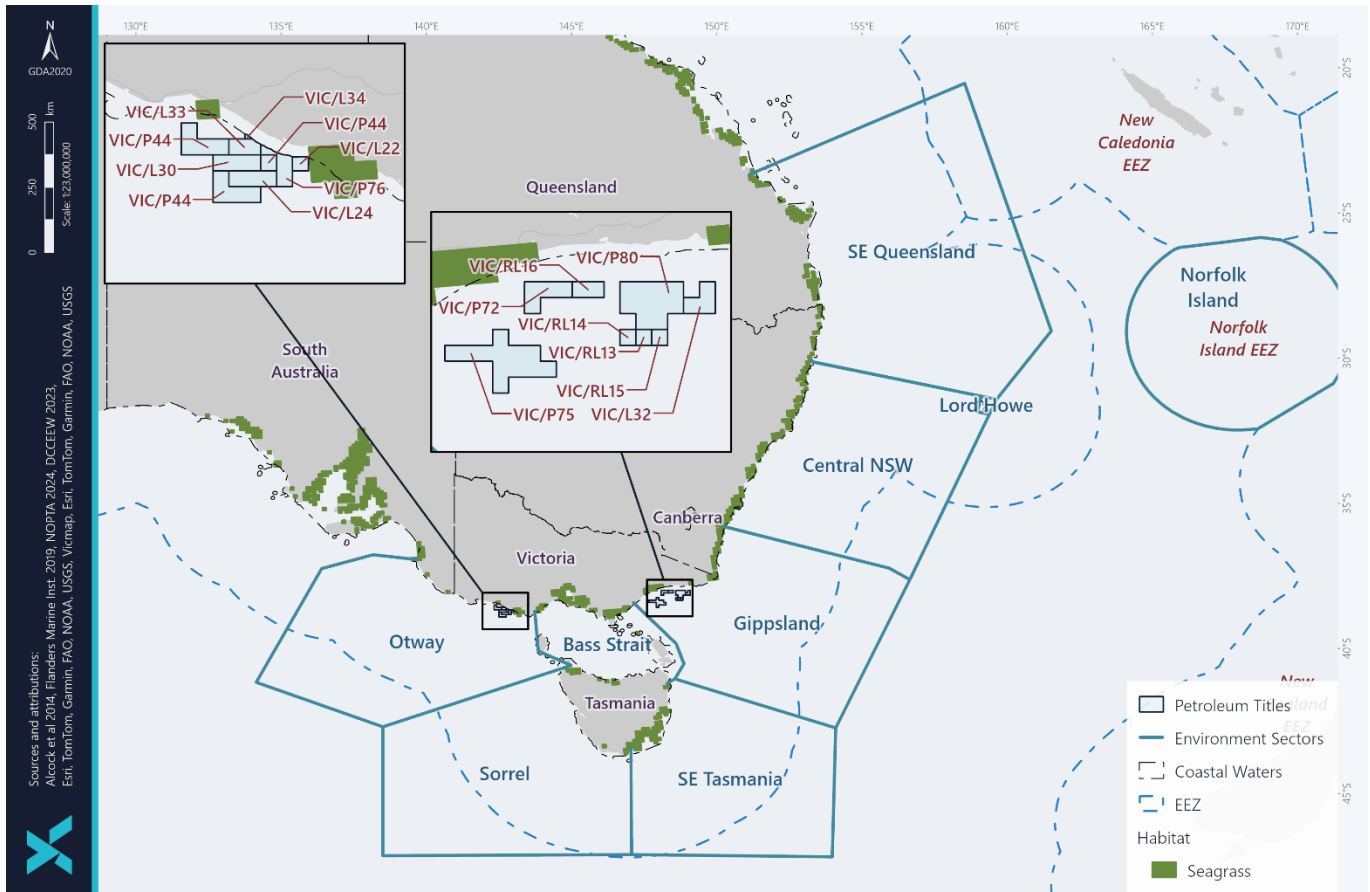 130°E
135°E
140°E
145°E
150°E
155°E
160°E
165°E
170°E
N
GDA2020
0
250
500
km
Scale: 1:23,000,000
Sources and attributions:
Alcock et al 2014, Flanders Marine Inst. 2019, NOPTA 2024, DCCEEW 2023,
Esri, TomTom, Garmin, FAO, NOAA, USGS, Vicmap, Esri, TomTom, Garmin, FAO, NOAA, USGS
VIC/L34
VIC/L33
VIC/P44
VIC/P44
VIC/L22
VIC/L30
VIC/P76
VIC/P44
VIC/L24
VIC/P80
VIC/RL16
VIC/P72
VIC/RL14
VIC/RL13
VIC/RL15
VIC/P75
VIC/L32
Queensland
South
Australia
Victoria
Canberra
Tasmania
SE Queensland
Lord Howe
Central NSW
Gippsland
Bass Strait
Otway
Sorrel
SE Tasmania
Norfolk
Island
Norfolk
Island EEZ
New
Caledonia
EEZ
New
EEZ
20°S
25°S
30°S
35°S
40°S
45°S
Petroleum Titles
Environment Sectors
Coastal Waters
EEZ
Habitat
Seagrass